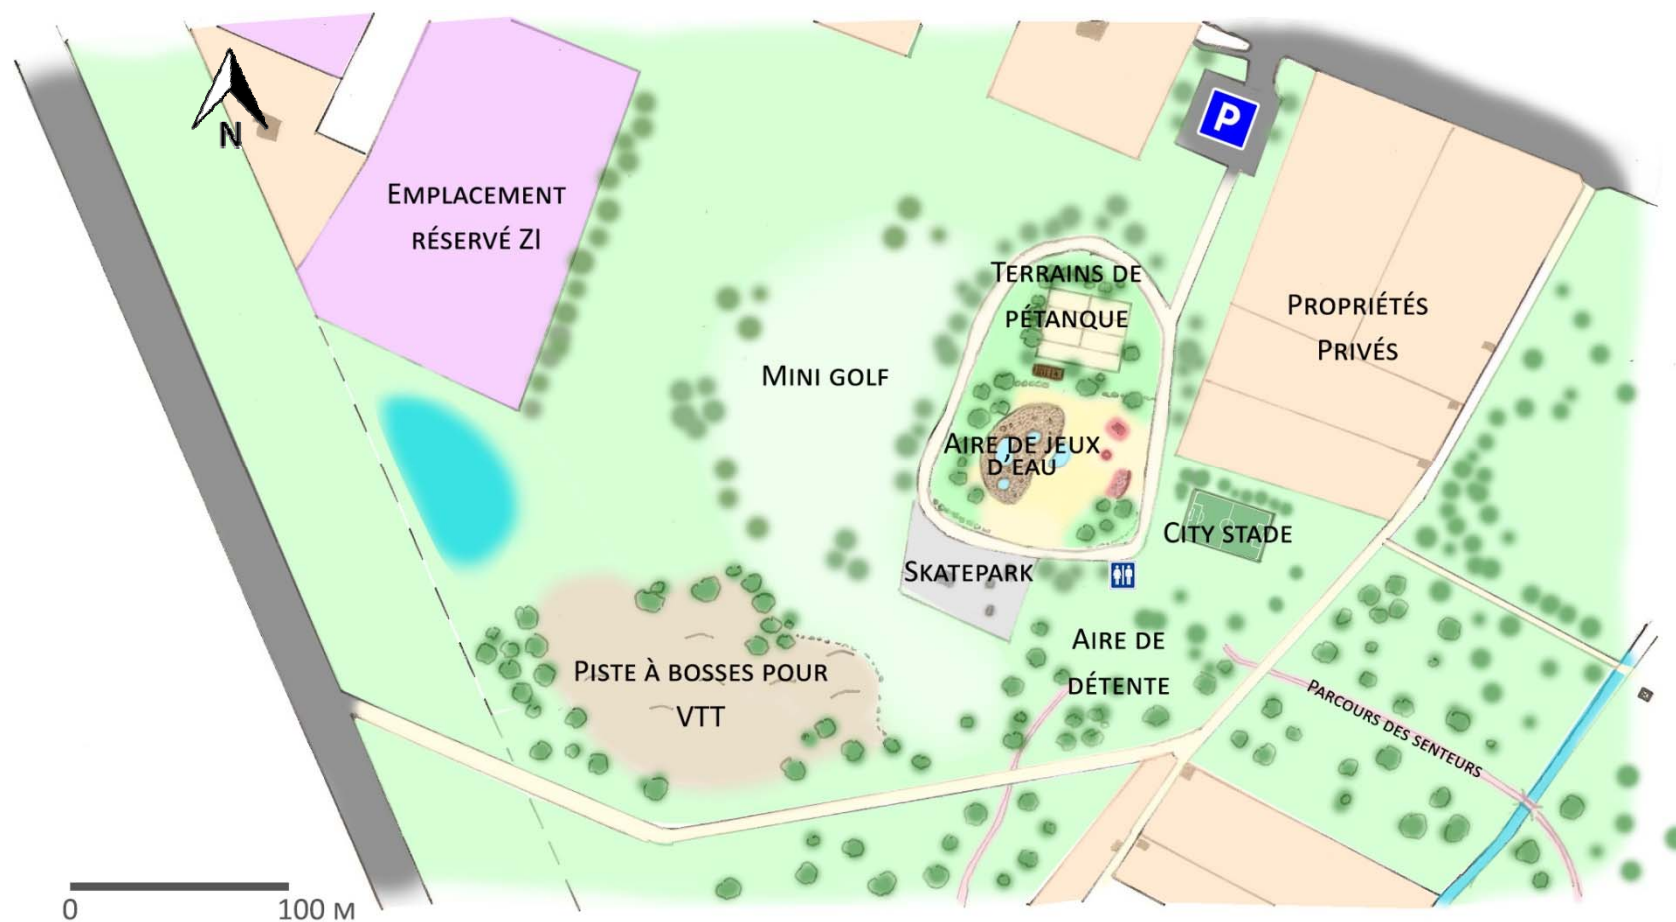 P
N
EMPLACEMENT
RÉSERVÉ ZI
TERRAINS DE
PÉTANQUE
PROPRIÉTÉS
PRIVÉS
MINI GOLF
AIRE DE JEUX
D'EAU
CITY STADE
SKATEPARK
AIRE DE
DÉTENTE
PISTE À BOSSES POUR
VTT
PARCOURS DES SENTEURS
0 100 M